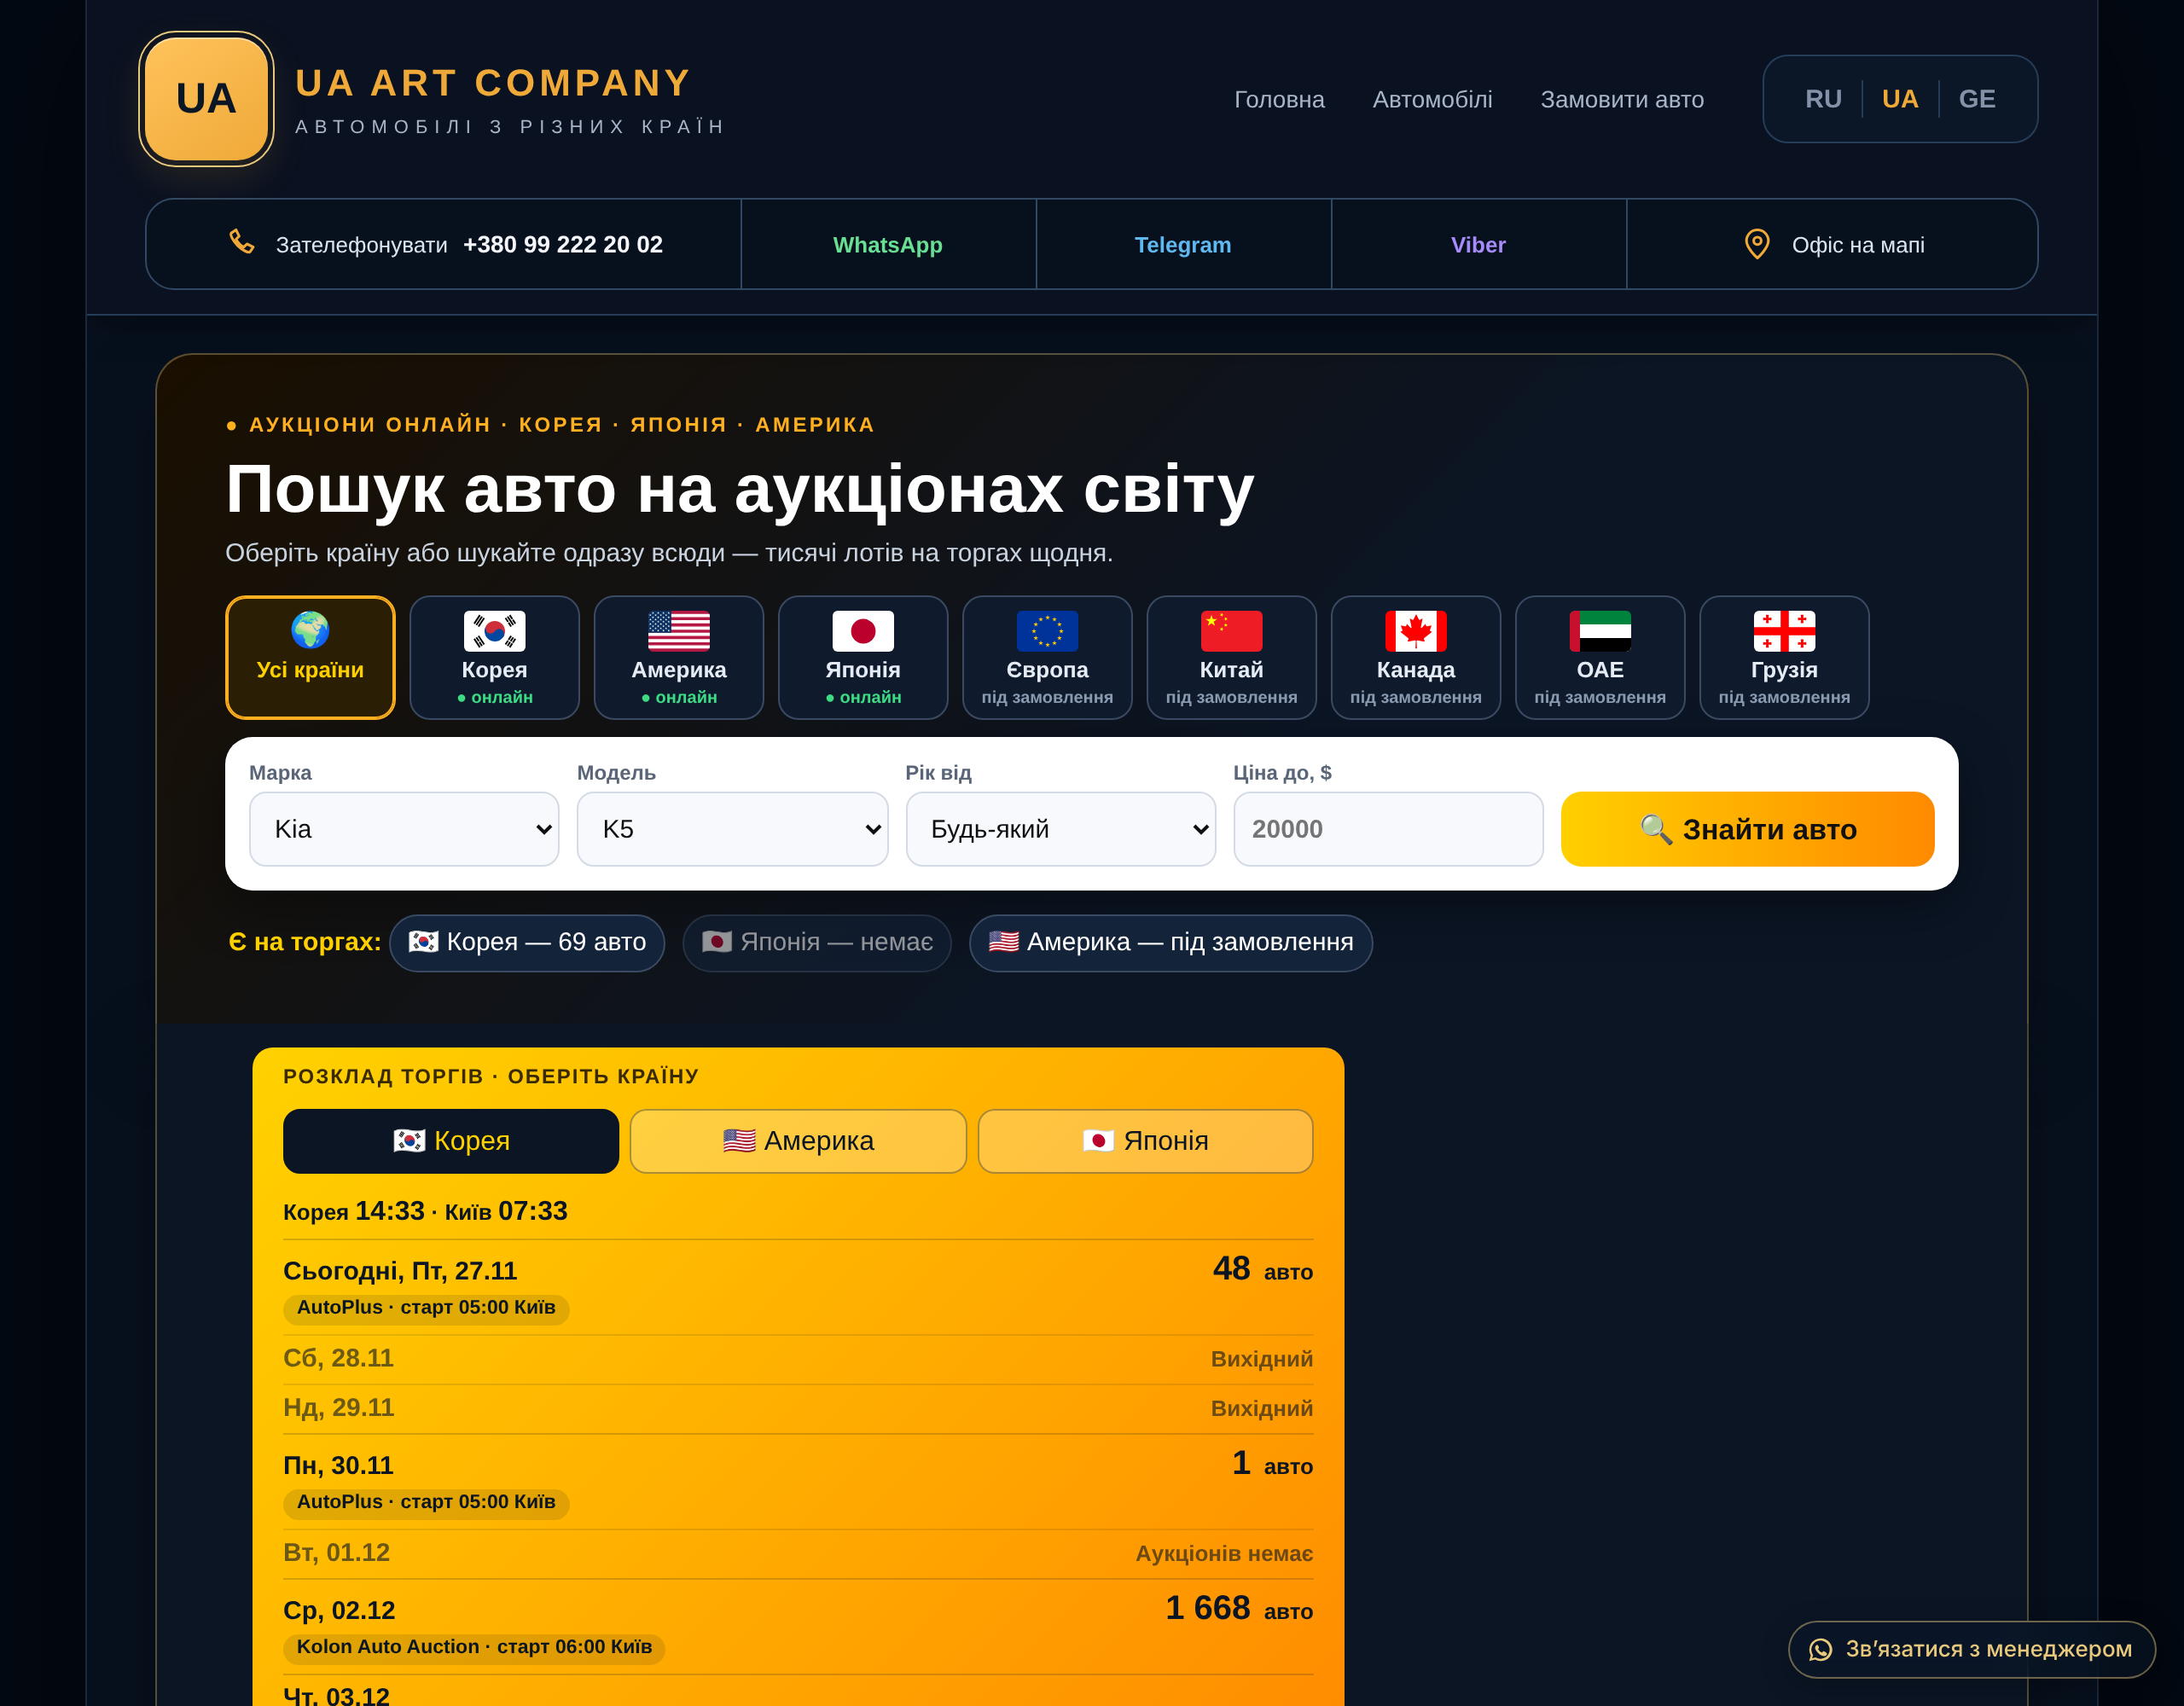 UA
UA ART COMPANY
АВТОМОБІЛІ З РІЗНИХ КРАЇН
Головна Автомобілі Замовити авто RU UA GE
Зателефонувати +380 99 222 20 02 WhatsApp Telegram Viber Офіс на мапі
● АУКЦІОНИ ОНЛАЙН · КОРЕЯ · ЯПОНІЯ · АМЕРИКА
Пошук авто на аукціонах світу
Оберіть країну або шукайте одразу всюди — тисячі лотів на торгах щодня.
Усі країни Корея Америка Японія Європа Китай Канада ОАЕ Грузія
● онлайн ● онлайн ● онлайн під замовлення під замовлення під замовлення під замовлення під замовлення
Марка Модель Рік від Ціна до, $
Kia K5 Будь-який 20000 Знайти авто
Є на торгах: Корея — 69 авто Японія — немає Америка — під замовлення
РОЗКЛАД ТОРГІВ · ОБЕРІТЬ КРАЇНУ
Корея Америка Японія
Корея 14:33 · Київ 07:33
Сьогодні, Пт, 27.11 48 авто
AutoPlus · старт 05:00 Київ
Сб, 28.11 Вихідний
Нд, 29.11 Вихідний
Пн, 30.11 1 авто
AutoPlus · старт 05:00 Київ
Вт, 01.12 Аукціонів немає
Ср, 02.12 1 668 авто
Kolon Auto Auction · старт 06:00 Київ
Чт, 03.12
Зв’язатися з менеджером